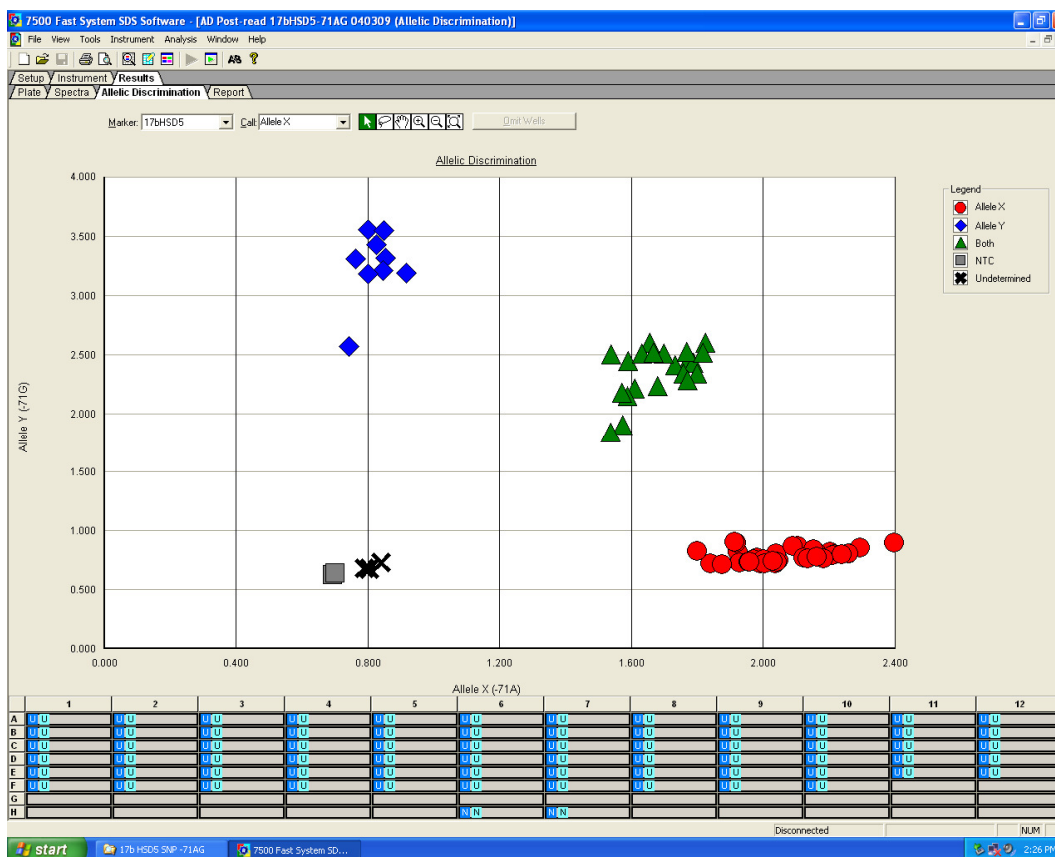 7500 Fast System SDS Software - [AD Post-read 17bHSD5-71AG 040309 (Allelic Discrimination)]
File View Tools Instrument Analysis Window Help
Setup Instrument Results
Plate Spectra Allelic Discrimination Report
Marker: 17bHSD5 Call: Allele X Omit Wells
Allelic Discrimination
Legend
Allele X
Allele Y
Both
NTC
Undetermined
4.000
3.500
3.000
2.500
2.000
1.500
1.000
0.500
0.000
Allele Y (-71G)
0.000 0.400 0.800 1.200 1.600 2.000 2.400
Allele X (-71A)
1 2 3 4 5 6 7 8 9 10 11 12
A U U U U U U U U U U U U U U U U U U U U U U U U
B U U U U U U U U U U U U U U U U U U U U U U U U
C U U U U U U U U U U U U U U U U U U U U U U U U
D U U U U U U U U U U U U U U U U U U U U U U U U
E U U U U U U U U U U U U U U U U U U U U U U U U
F U U U U U U U U U U U U U U U U U U U U
G
H N N N N
Disconnected NUM
start 17b HSD5 SNP -71AG 7500 Fast System SD... 2:26 PM